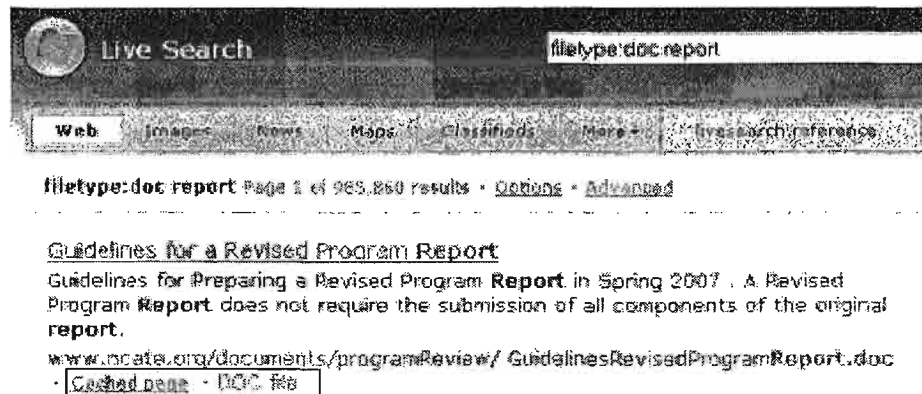 Live Search
filetype:doc report
Web Images News Maps Classifieds More livesearch reference
filetype:doc report Page 1 of 985,860 results · Options · Advanced
Guidelines for a Revised Program Report
Guidelines for Preparing a Revised Program Report in Spring 2007 . A Revised
Program Report does not require the submission of all components of the original
report.
www.ncate.org/documents/programReview/ GuidelinesRevisedProgramReport.doc
· Cached page · DOC file